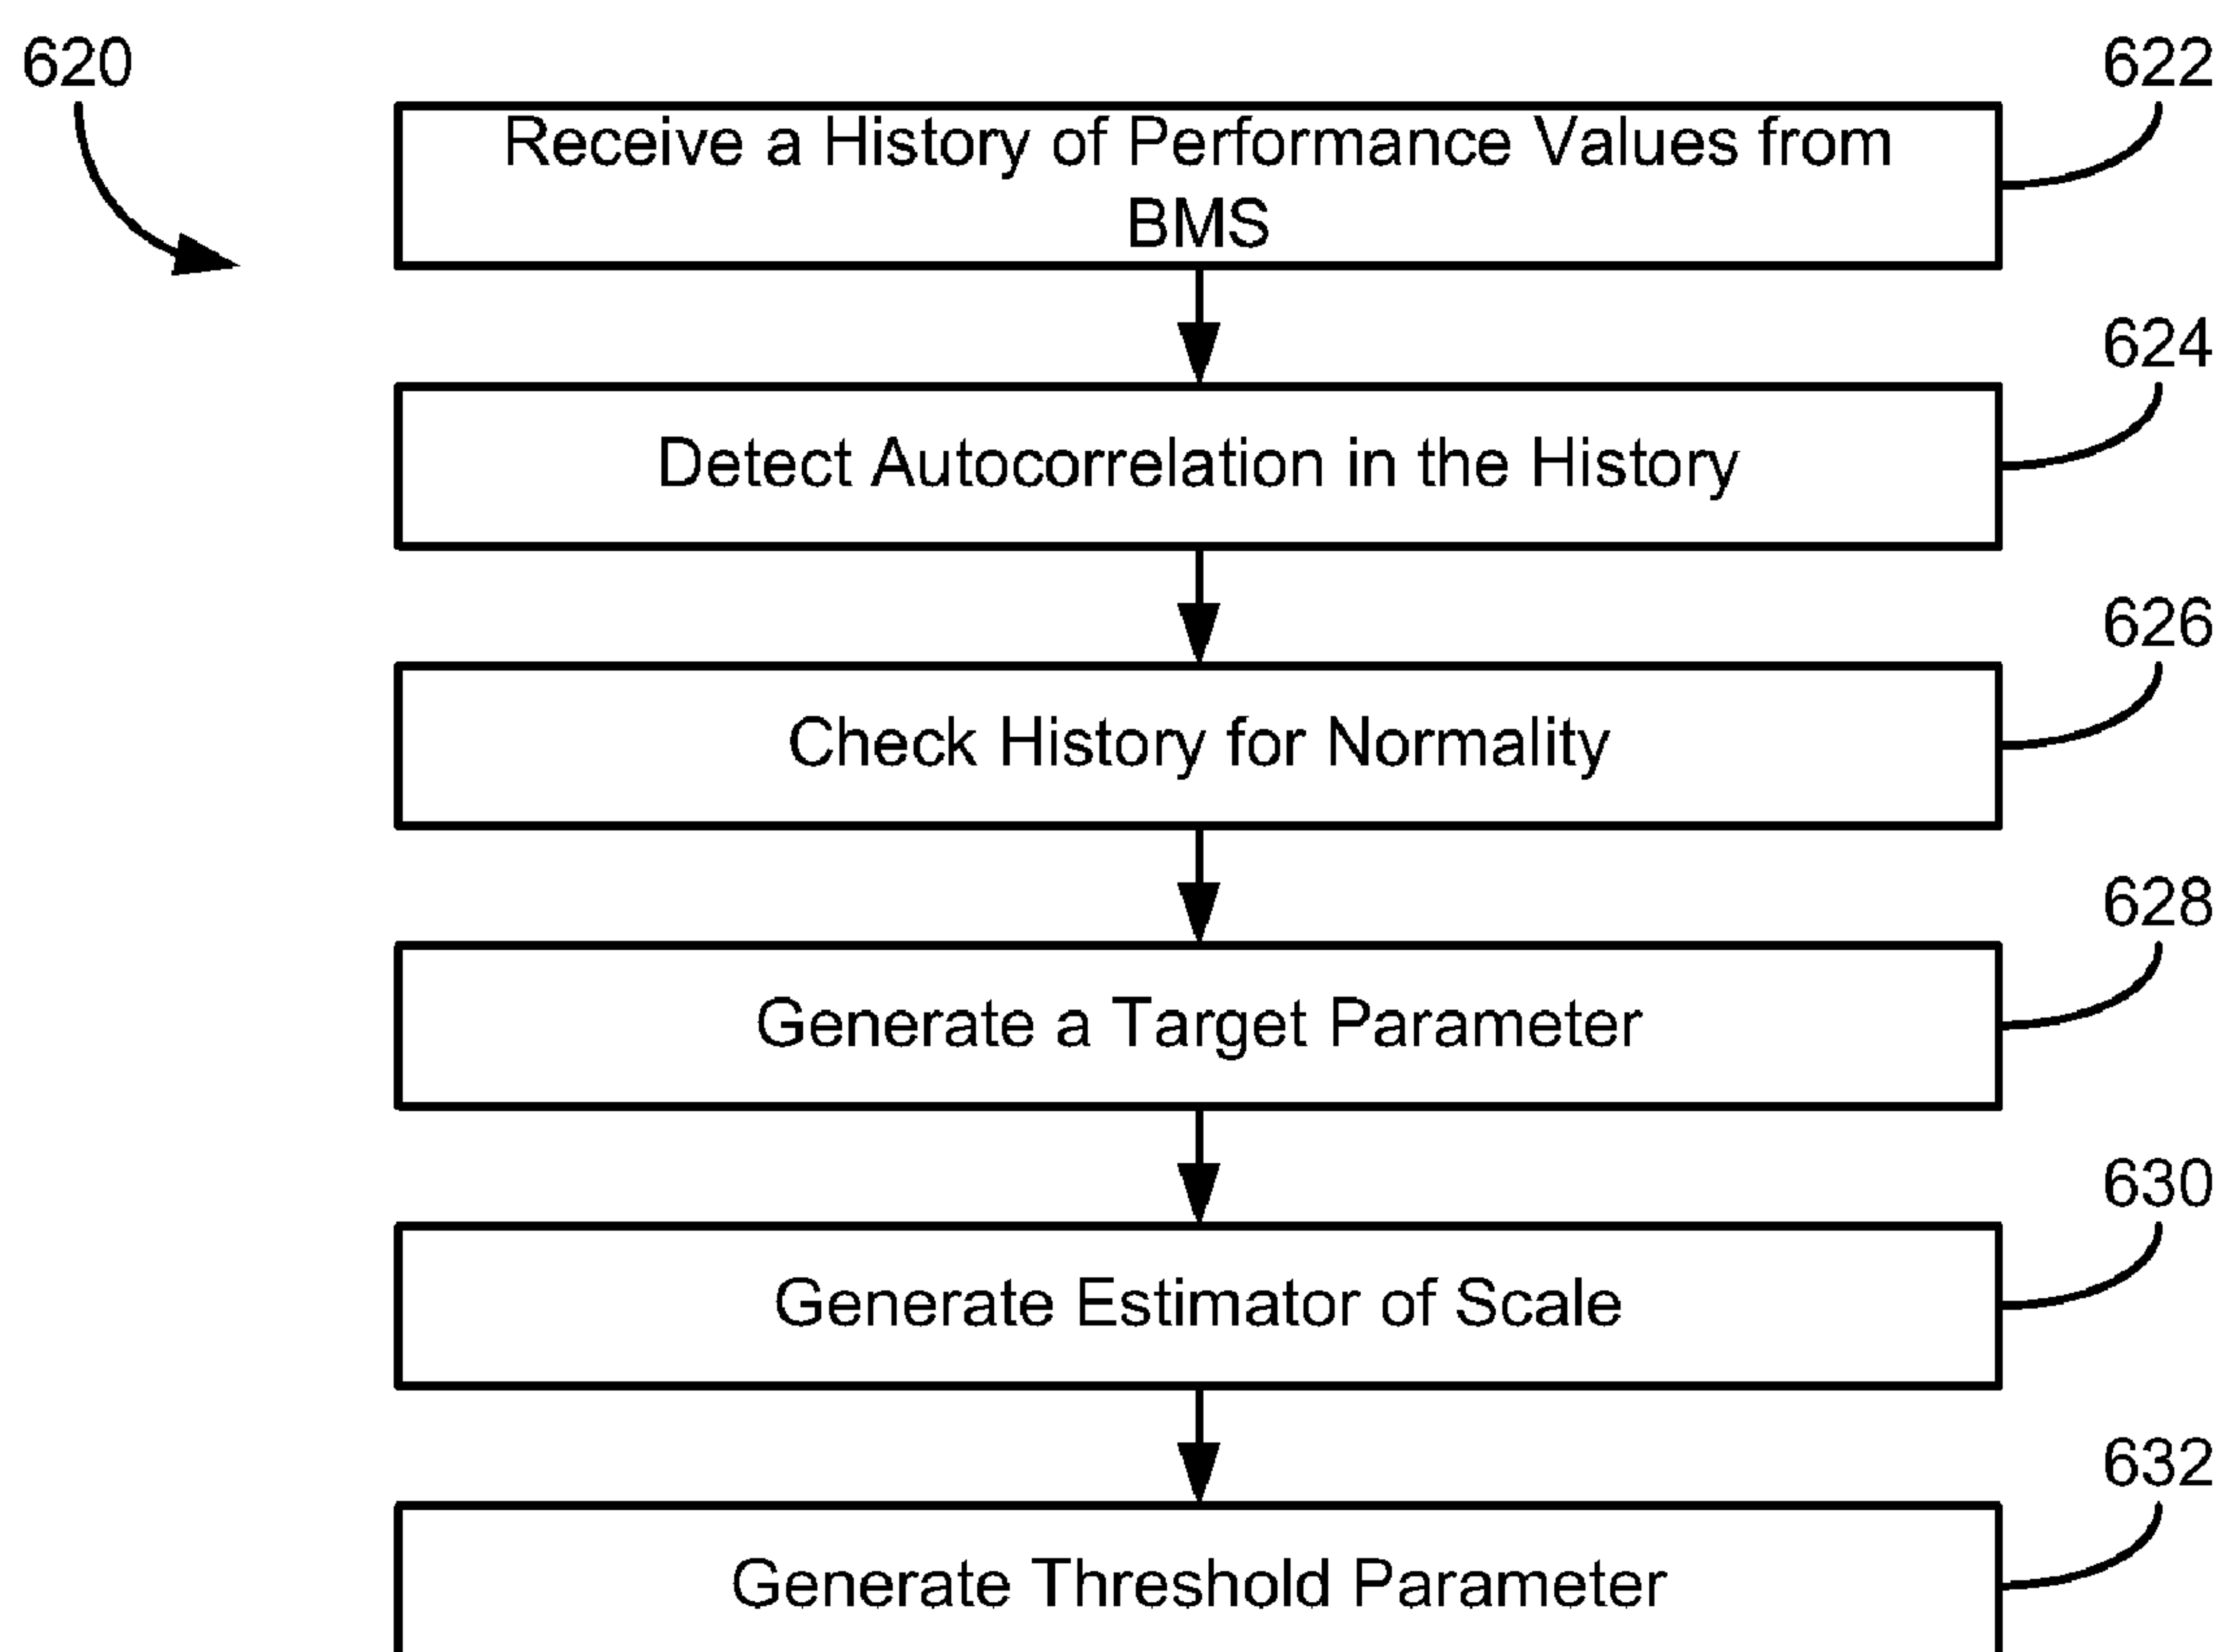 620
622
Receive a History of Performance Values from
BMS
624
Detect Autocorrelation in the History
626
Check History for Normality
628
Generate a Target Parameter
630
Generate Estimator of Scale
632
Generate Threshold Parameter